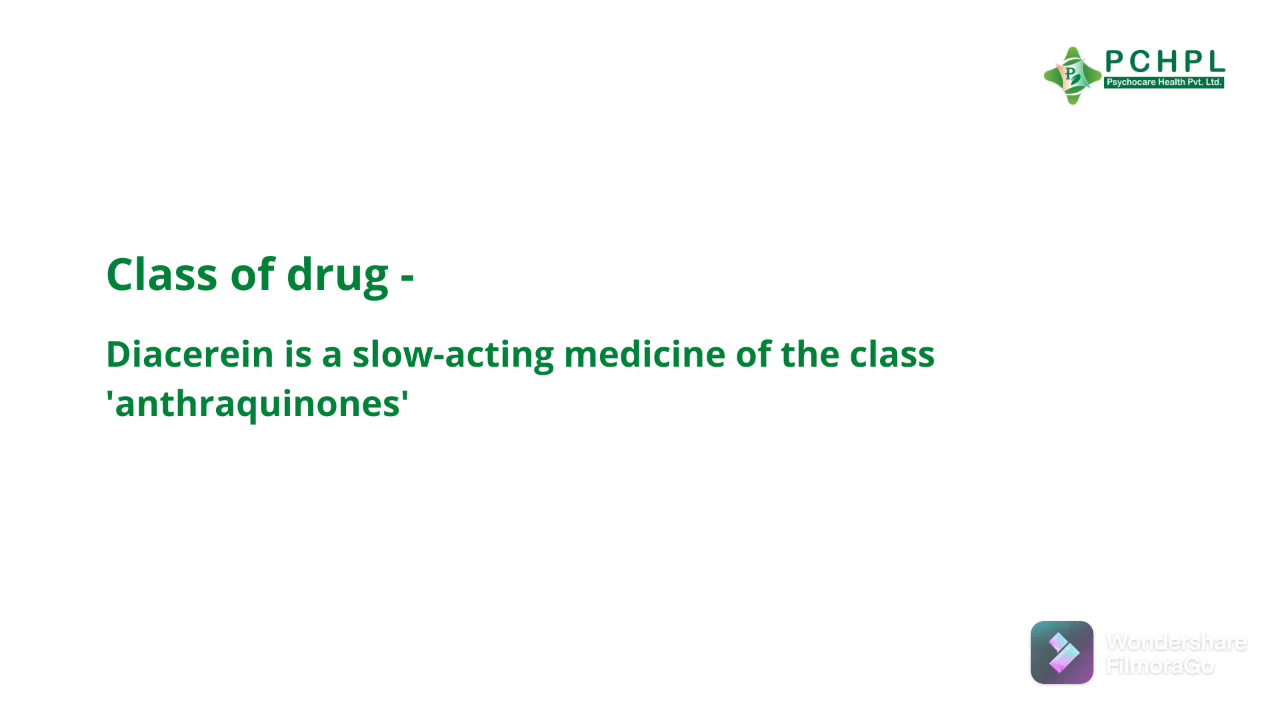 PCHPL
Psychocare Health Pvt. Ltd.
Class of drug -
Diacerein is a slow-acting medicine of the class
'anthraquinones'
Wondershare
FilmoraGo